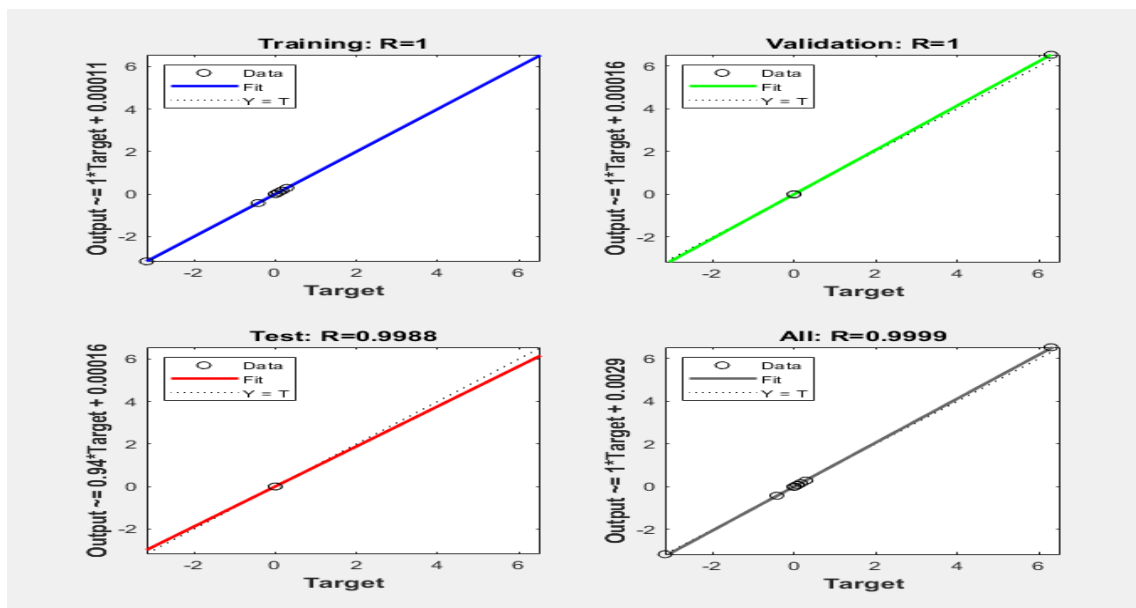 Training: R=1
Output ~= 1*Target + 0.00011
6
4
2
0
-2
Data
Fit
Y = T
-2 0 2 4 6
Target
Validation: R=1
Output ~= 1*Target + 0.00016
6
4
2
0
-2
Data
Fit
Y = T
-2 0 2 4 6
Target
Test: R=0.9988
Output ~= 0.94*Target + 0.00016
6
4
2
0
-2
Data
Fit
Y = T
-2 0 2 4 6
Target
All: R=0.9999
Output ~= 1*Target + 0.0029
6
4
2
0
-2
Data
Fit
Y = T
-2 0 2 4 6
Target